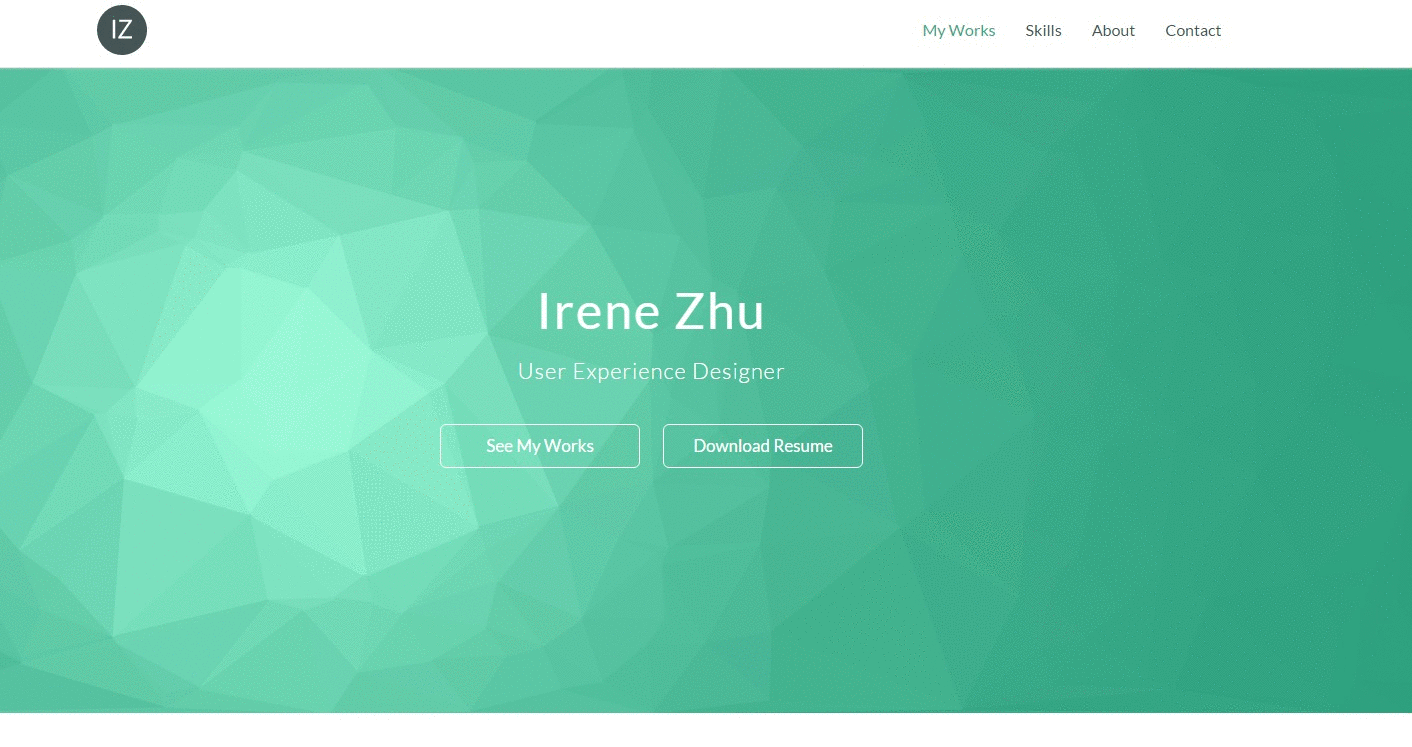 IZ
My Works Skills About Contact
Irene Zhu
User Experience Designer
See My Works Download Resume